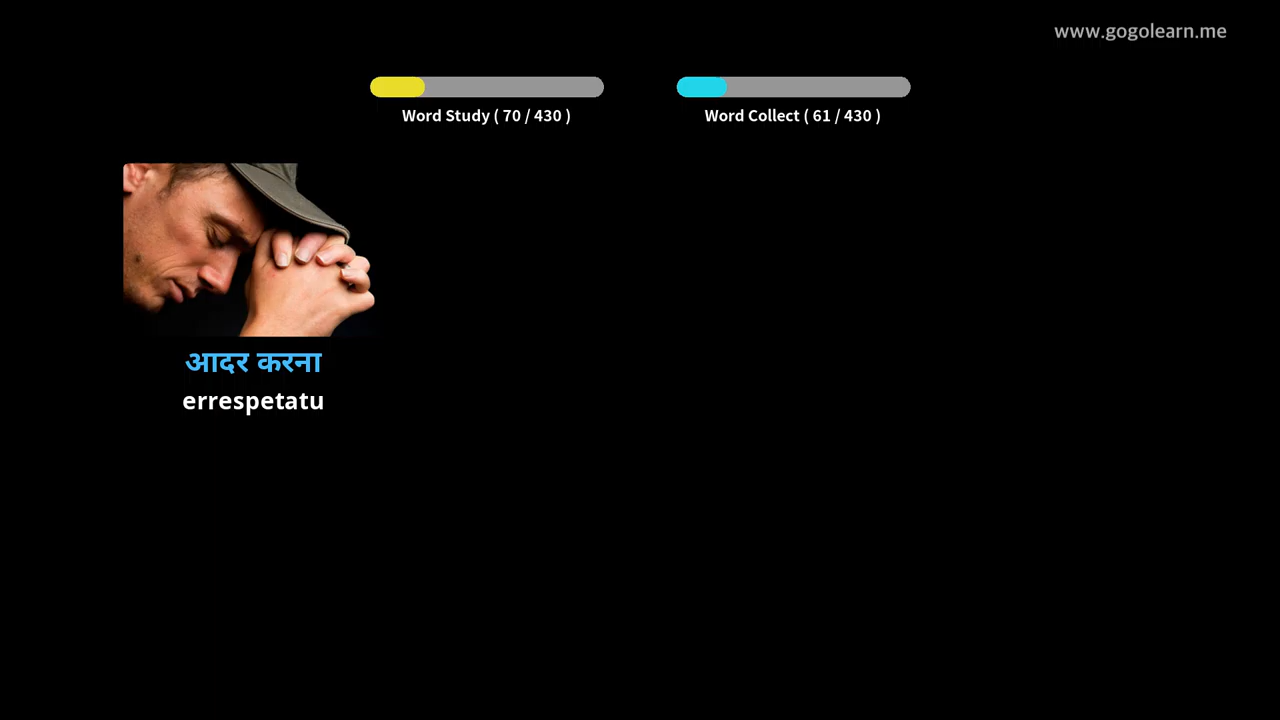 www.gogolearn.me
Word Study ( 70 / 430 )
Word Collect ( 61 / 430 )
आदर करना
errespetatu